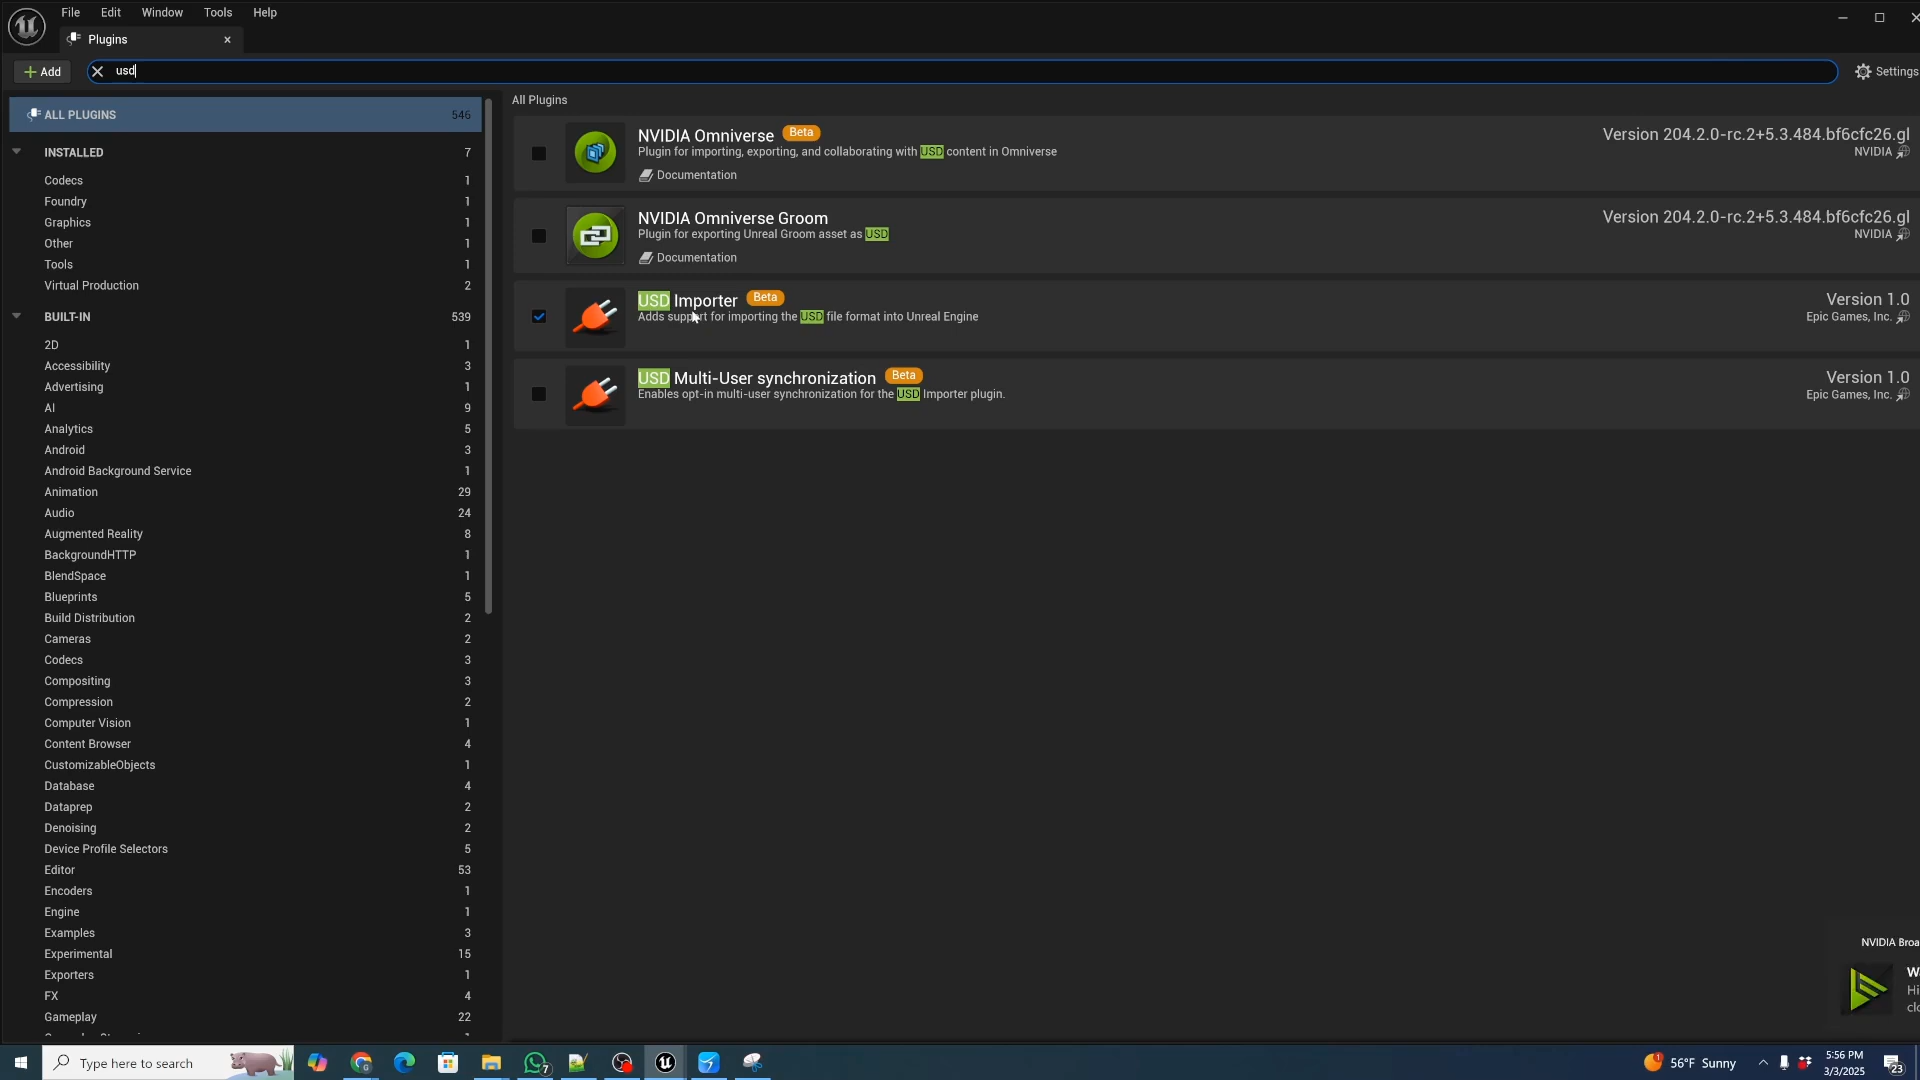 File Edit Window Tools Help
Plugins
Add
usd
Settings
ALL PLUGINS 546
INSTALLED 7
Codecs 1
Foundry 1
Graphics 1
Other 1
Tools 1
Virtual Production 2
BUILT-IN 539
2D 1
Accessibility 3
Advertising 1
AI 9
Analytics 5
Android 3
Android Background Service 1
Animation 29
Audio 24
Augmented Reality 8
BackgroundHTTP 1
BlendSpace 1
Blueprints 5
Build Distribution 2
Cameras 2
Codecs 3
Compositing 3
Compression 2
Computer Vision 1
Content Browser 4
CustomizableObjects 1
Database 4
Dataprep 2
Denoising 2
Device Profile Selectors 5
Editor 53
Encoders 1
Engine 1
Examples 3
Experimental 15
Exporters 1
FX 4
Gameplay 22
All Plugins
NVIDIA Omniverse Beta Version 204.2.0-rc.2+5.3.484.bf6cfc26.gl
Plugin for importing, exporting, and collaborating with USD content in Omniverse NVIDIA
Documentation
NVIDIA Omniverse Groom Version 204.2.0-rc.2+5.3.484.bf6cfc26.gl
Plugin for exporting Unreal Groom asset as USD NVIDIA
Documentation
USD Importer Beta Version 1.0
Adds support for importing the USD file format into Unreal Engine Epic Games, Inc.
USD Multi-User synchronization Beta Version 1.0
Enables opt-in multi-user synchronization for the USD Importer plugin. Epic Games, Inc.
NVIDIA Broa
Hi
clo
Type here to search
7
56°F Sunny
5:56 PM
3/3/2025
23